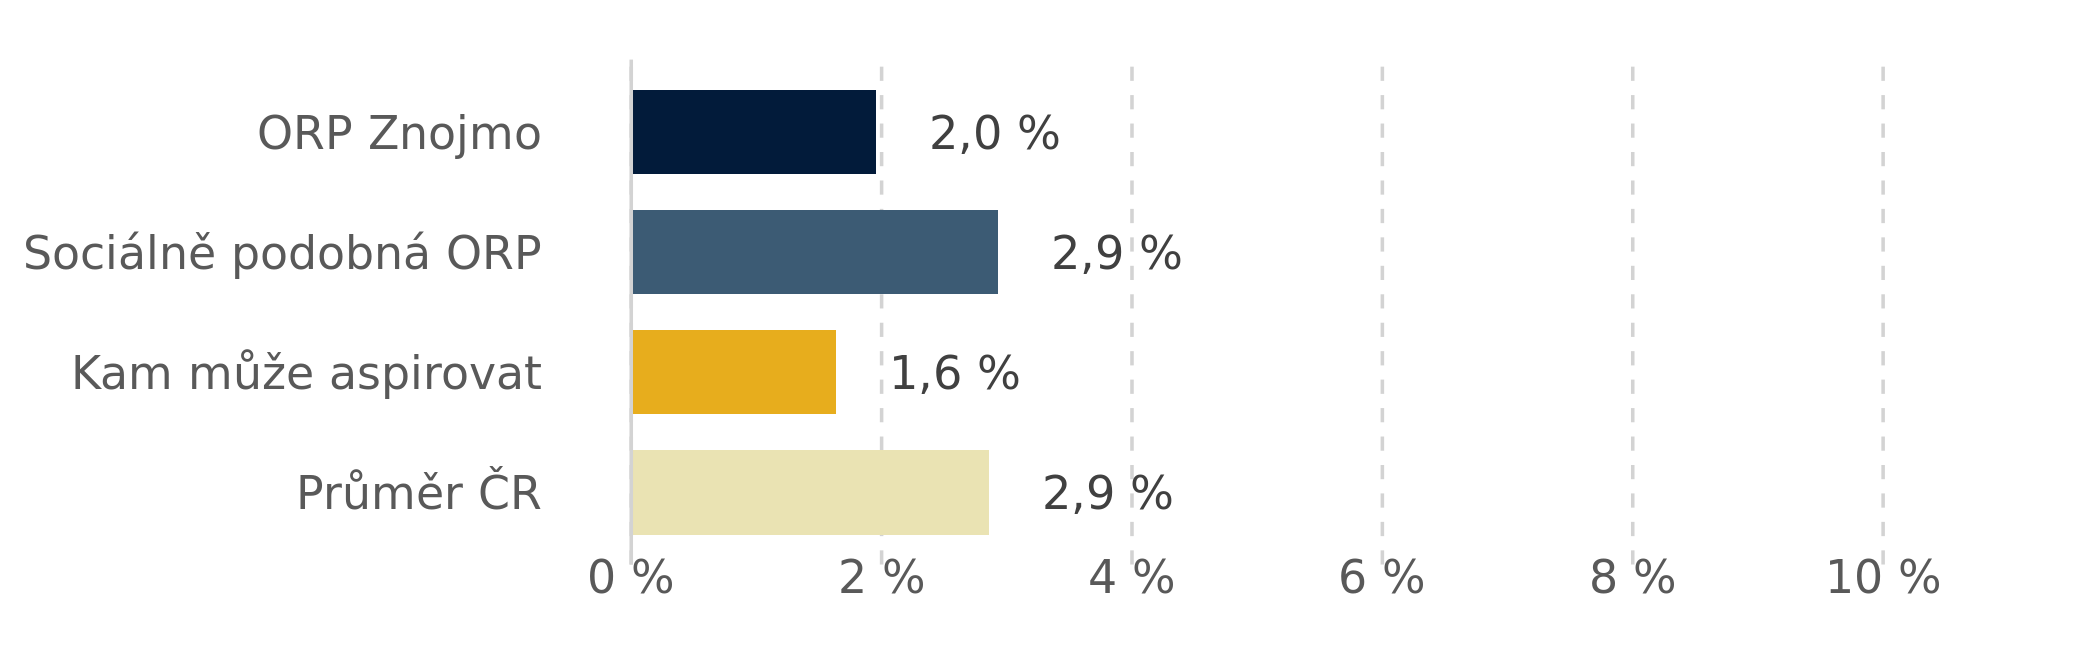 ORP Znojmo 2,0 %
Sociálně podobná ORP 2,9 %
Kam může aspirovat 1,6 %
Průměr ČR 2,9 %
0 % 2 % 4 % 6 % 8 % 10 %